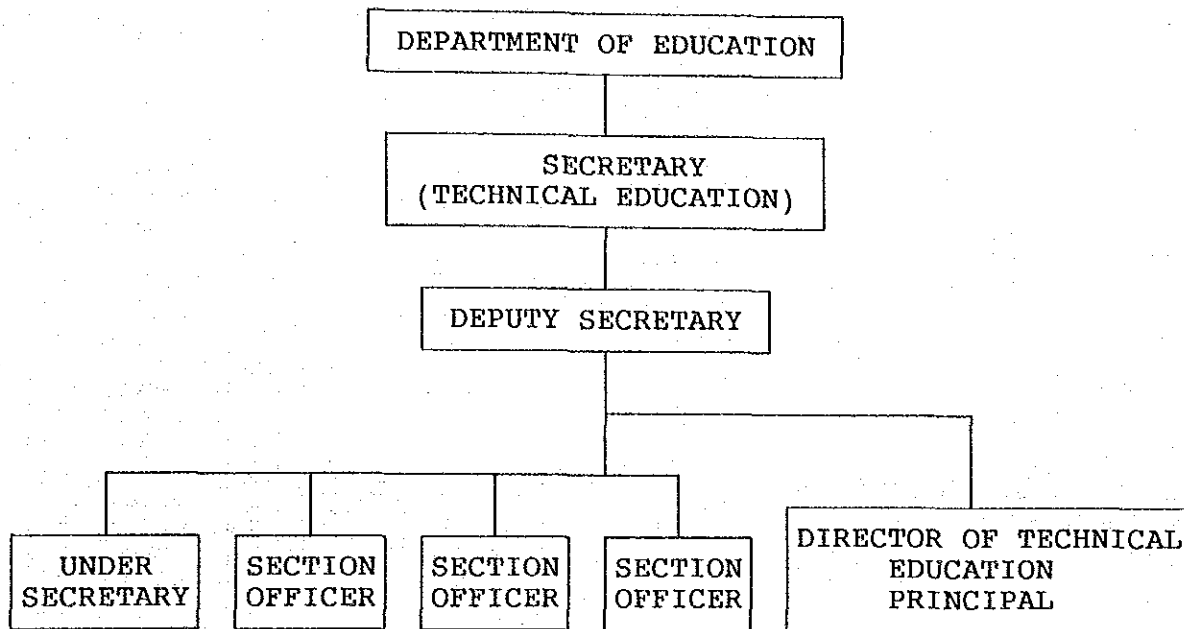 DEPARTMENT OF EDUCATION
SECRETARY
(TECHNICAL EDUCATION)
DEPUTY SECRETARY
UNDER
SECRETARY
SECTION
OFFICER
SECTION
OFFICER
SECTION
OFFICER
DIRECTOR OF TECHNICAL
EDUCATION
PRINCIPAL